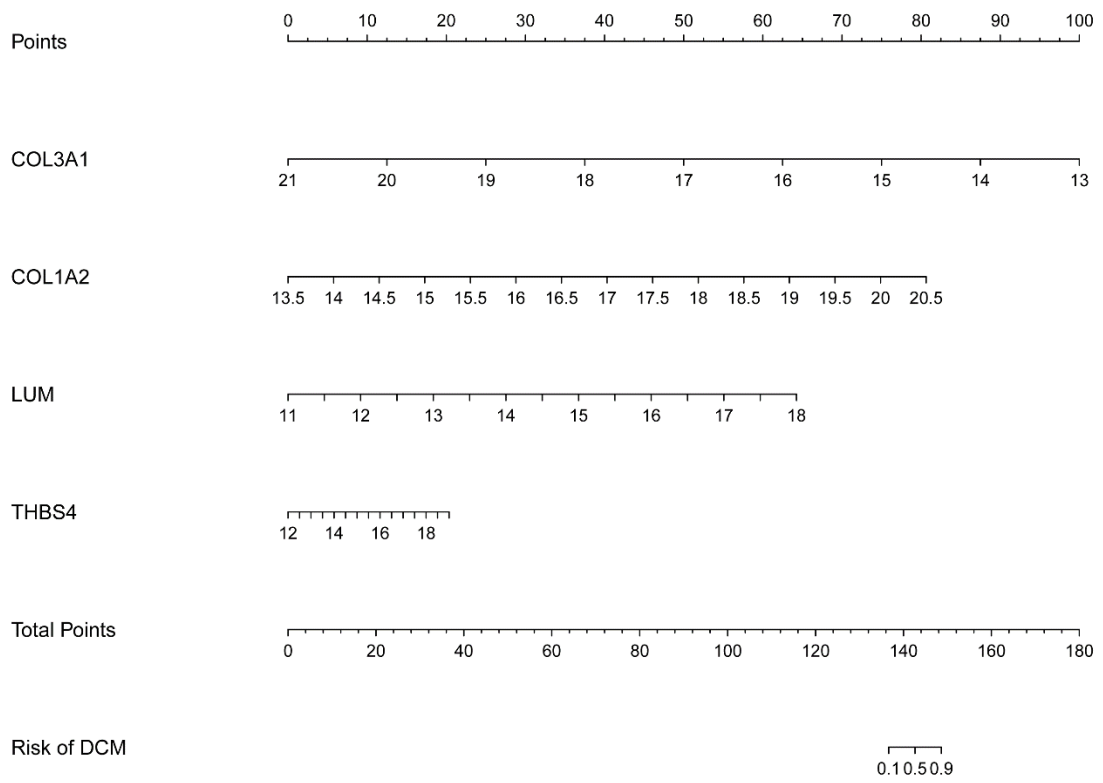 0 10 20 30 40 50 60 70 80 90 100
Points
COL3A1
21 20 19 18 17 16 15 14 13
COL1A2
13.5 14 14.5 15 15.5 16 16.5 17 17.5 18 18.5 19 19.5 20 20.5
LUM
11 12 13 14 15 16 17 18
THBS4
12 14 16 18
Total Points
0 20 40 60 80 100 120 140 160 180
Risk of DCM
0.1 0.5 0.9